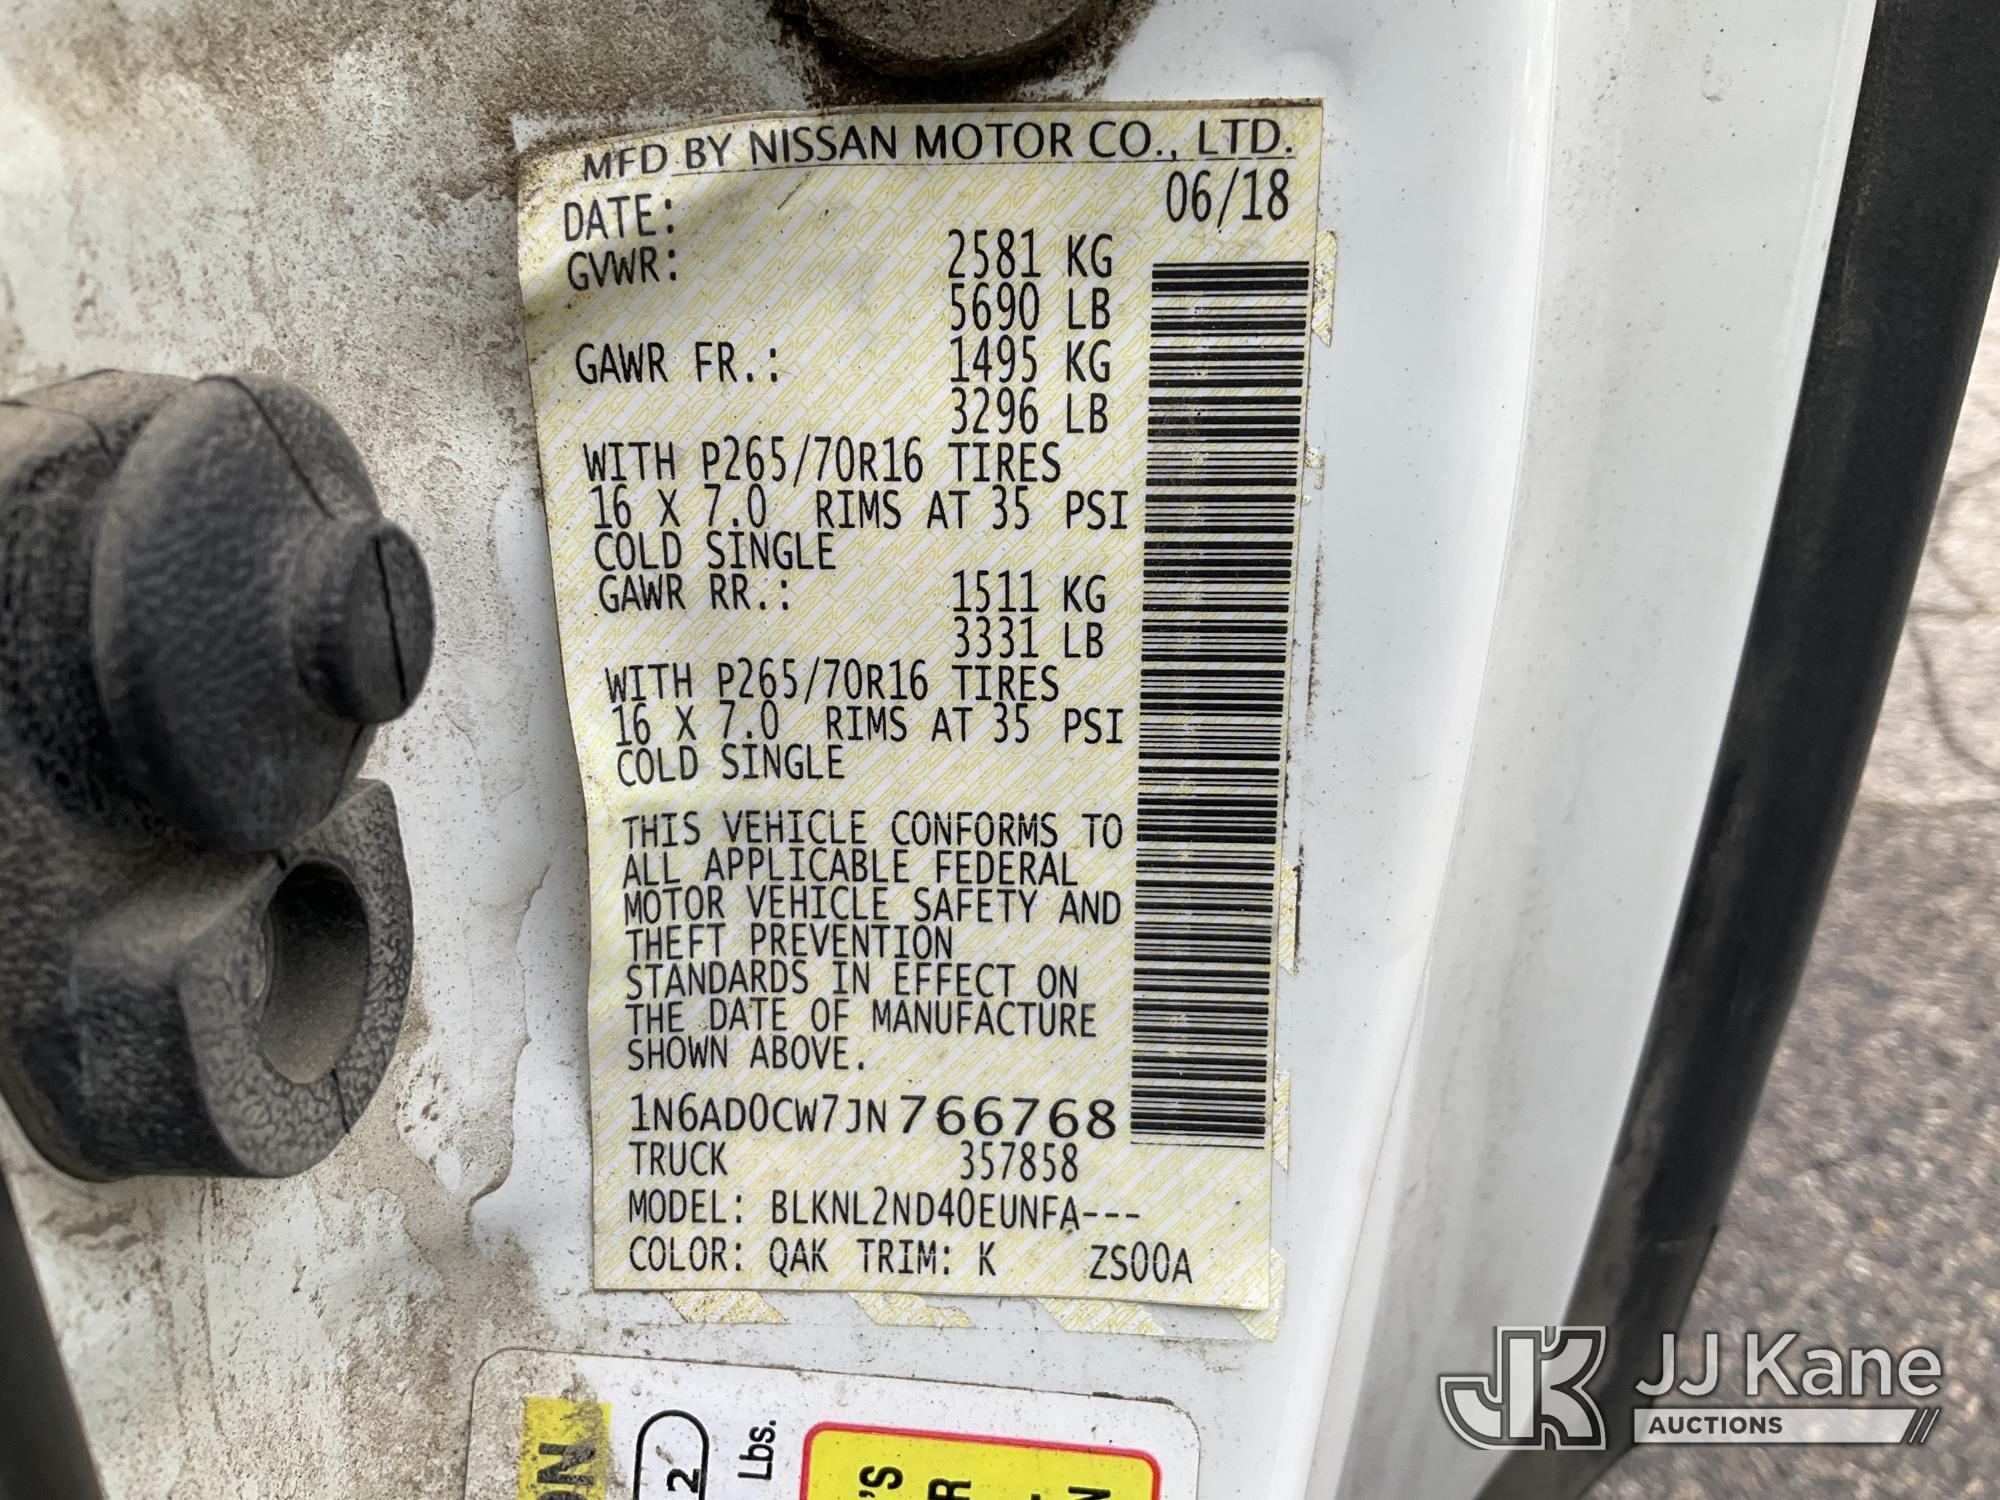 MFD BY NISSAN MOTOR CO., LTD.
DATE: 06/18
GVWR: 2581 KG
5690 LB
GAWR FR.: 1495 KG
3296 LB
WITH P265/70R16 TIRES
16 X 7.0 RIMS AT 35 PSI
COLD SINGLE
GAWR RR.: 1511 KG
3331 LB
WITH P265/70R16 TIRES
16 X 7.0 RIMS AT 35 PSI
COLD SINGLE
THIS VEHICLE CONFORMS TO
ALL APPLICABLE FEDERAL
MOTOR VEHICLE SAFETY AND
THEFT PREVENTION
STANDARDS IN EFFECT ON
THE DATE OF MANUFACTURE
SHOWN ABOVE.
1N6AD0CW7JN766768
TRUCK 357858
MODEL: BLKNL2ND40EUNFA---
COLOR: QAK TRIM: K ZS00A
2
Lbs.
JK JJ Kane
AUCTIONS